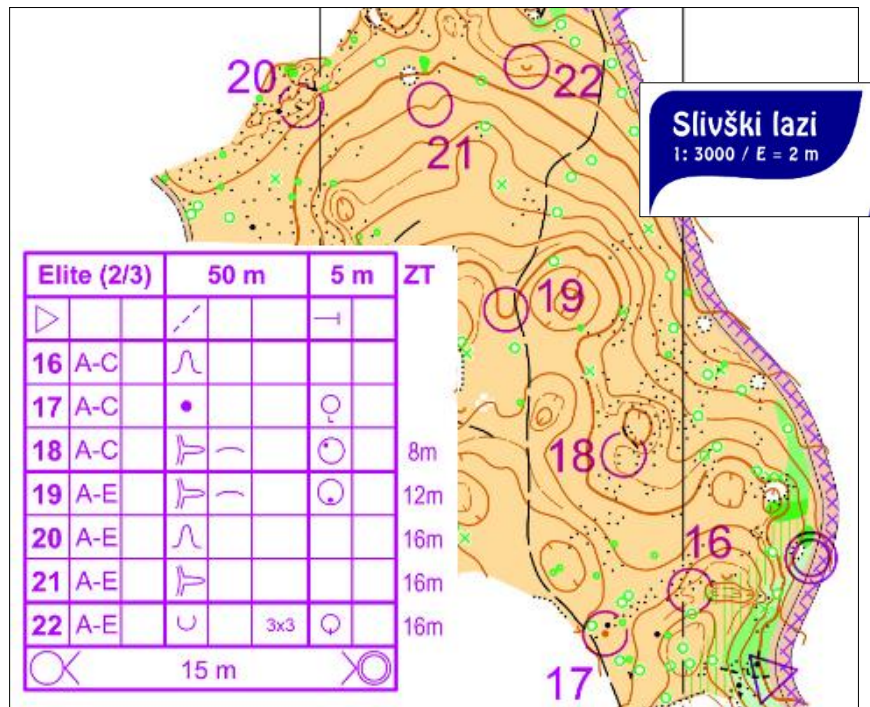 20
22
21
Slivški lazi
1: 3000 / E = 2 m
Elite (2/3) 50 m 5 m ZT
16 A-C
17 A-C
18 A-C 8m
19 A-E 12m
20 A-E 16m
21 A-E 16m
22 A-E 3x3 16m
15 m
19
18
16
17